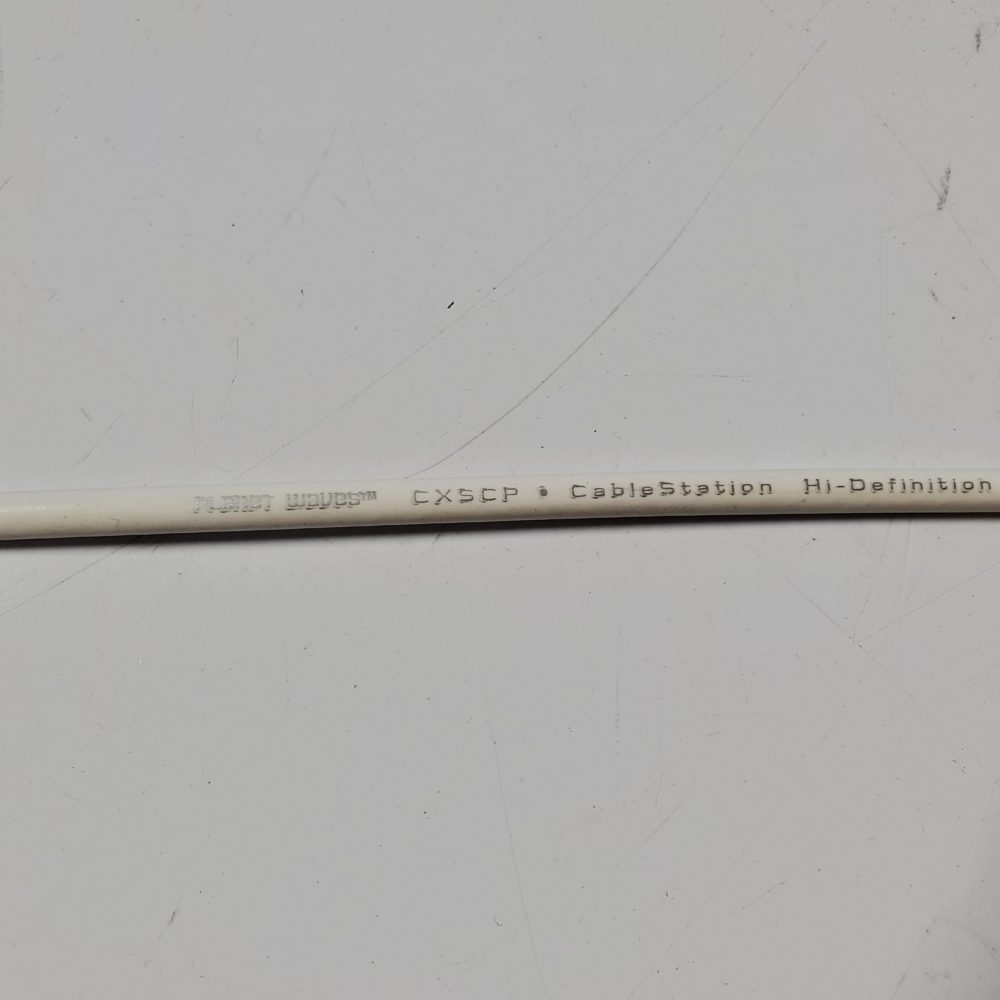 PLANET WAVES™ CXSCP • CableStation Hi-Definition